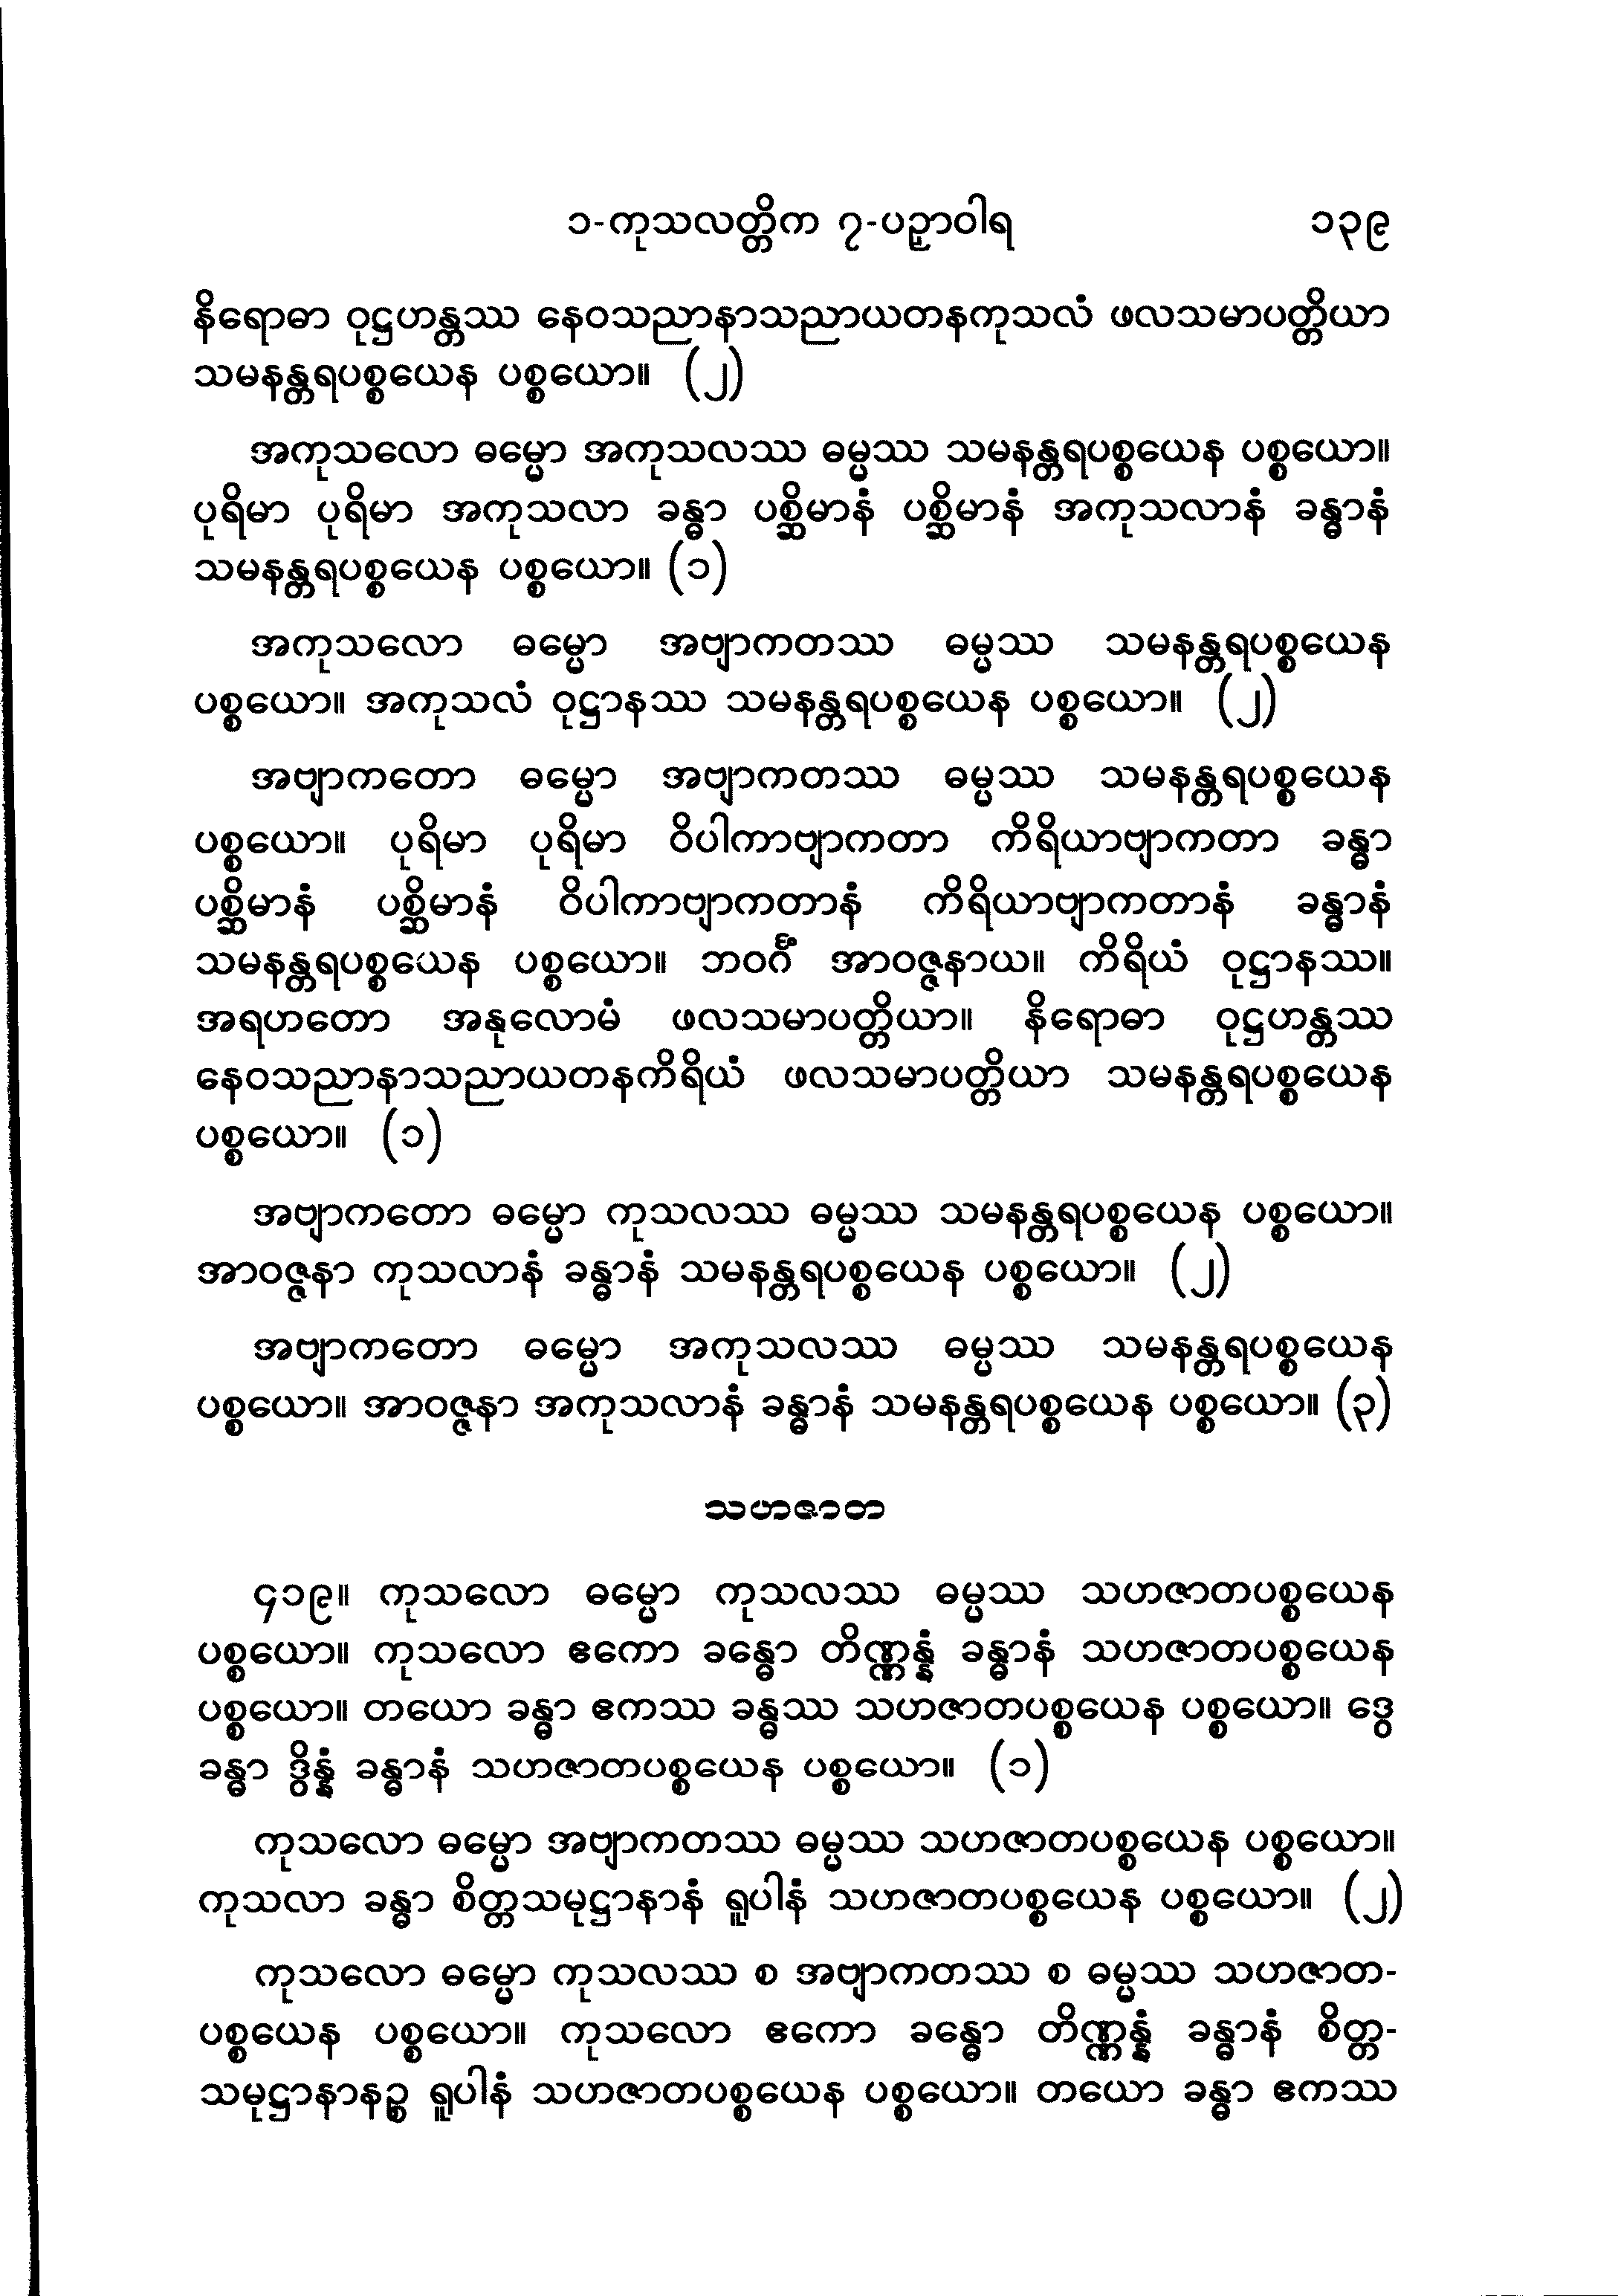 ၁-ကုသလတ္တိက ၇-ပဉှာဝါရ ၁၃၉
နိရောဓာ ဝုဋ္ဌဟန္တဿ နေဝသညာနာသညာယတနကုသလံ ဖလသမာပတ္တိယာ
သမနန္တရပစ္စယေန ပစ္စယော။ (၂)
အကုသလော ဓမ္မော အကုသလဿ ဓမ္မဿ သမနန္တရပစ္စယေန ပစ္စယော။
ပုရိမာ ပုရိမာ အကုသလာ ခန္ဓာ ပစ္ဆိမာနံ ပစ္ဆိမာနံ အကုသလာနံ ခန္ဓာနံ
သမနန္တရပစ္စယေန ပစ္စယော။ (၁)
အကုသလော ဓမ္မော အဗျာကတဿ ဓမ္မဿ သမနန္တရပစ္စယေန
ပစ္စယော။ အကုသလံ ဝုဋ္ဌာနဿ သမနန္တရပစ္စယေန ပစ္စယော။ (၂)
အဗျာကတော ဓမ္မော အဗျာကတဿ ဓမ္မဿ သမနန္တရပစ္စယေန
ပစ္စယော။ ပုရိမာ ပုရိမာ ဝိပါကာဗျာကတာ ကိရိယာဗျာကတာ ခန္ဓာ
ပစ္ဆိမာနံ ပစ္ဆိမာနံ ဝိပါကာဗျာကတာနံ ကိရိယာဗျာကတာနံ ခန္ဓာနံ
သမနန္တရပစ္စယေန ပစ္စယော။ ဘဝင်္ဂံ အာဝဇ္ဇနာယ။ ကိရိယံ ဝုဋ္ဌာနဿ။
အရဟတော အနုလောမံ ဖလသမာပတ္တိယာ။ နိရောဓာ ဝုဋ္ဌဟန္တဿ
နေဝသညာနာသညာယတနကိရိယံ ဖလသမာပတ္တိယာ သမနန္တရပစ္စယေန
ပစ္စယော။ (၁)
အဗျာကတော ဓမ္မော ကုသလဿ ဓမ္မဿ သမနန္တရပစ္စယေန ပစ္စယော။
အာဝဇ္ဇနာ ကုသလာနံ ခန္ဓာနံ သမနန္တရပစ္စယေန ပစ္စယော။ (၂)
အဗျာကတော ဓမ္မော အကုသလဿ ဓမ္မဿ သမနန္တရပစ္စယေန
ပစ္စယော။ အာဝဇ္ဇနာ အကုသလာနံ ခန္ဓာနံ သမနန္တရပစ္စယေန ပစ္စယော။ (၃)
သဟဇာတ
၄၁၉။ ကုသလော ဓမ္မော ကုသလဿ ဓမ္မဿ သဟဇာတပစ္စယေန
ပစ္စယော။ ကုသလော ဧကော ခန္ဓော တိဏ္ဏန္နံ ခန္ဓာနံ သဟဇာတပစ္စယေန
ပစ္စယော။ တယော ခန္ဓာ ဧကဿ ခန္ဓဿ သဟဇာတပစ္စယေန ပစ္စယော။ ဒွေ
ခန္ဓာ ဒွိန္နံ ခန္ဓာနံ သဟဇာတပစ္စယေန ပစ္စယော။ (၁)
ကုသလော ဓမ္မော အဗျာကတဿ ဓမ္မဿ သဟဇာတပစ္စယေန ပစ္စယော။
ကုသလာ ခန္ဓာ စိတ္တသမုဋ္ဌာနာနံ ရူပါနံ သဟဇာတပစ္စယေန ပစ္စယော။ (၂)
ကုသလော ဓမ္မော ကုသလဿ စ အဗျာကတဿ စ ဓမ္မဿ သဟဇာတ-
ပစ္စယေန ပစ္စယော။ ကုသလော ဧကော ခန္ဓော တိဏ္ဏန္နံ ခန္ဓာနံ စိတ္တ-
သမုဋ္ဌာနာနဉ္စ ရူပါနံ သဟဇာတပစ္စယေန ပစ္စယော။ တယော ခန္ဓာ ဧကဿ